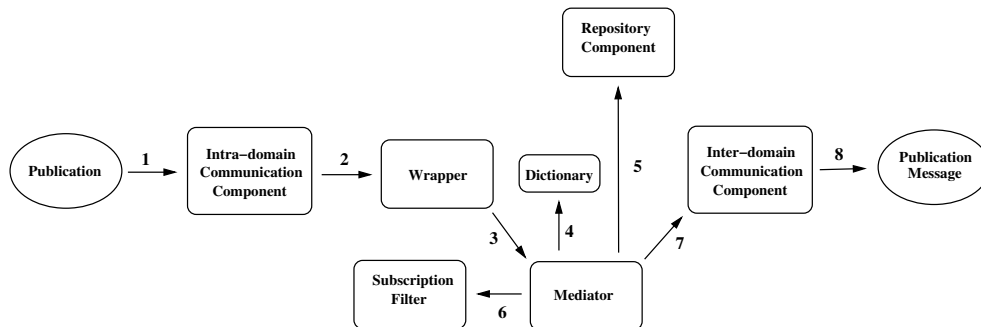 Repository
Component
Publication
1
Intra-domain
Communication
Component
2
Wrapper
3
Dictionary
4
5
Inter-domain
Communication
Component
8
Publication
Message
7
Subscription
Filter
6
Mediator